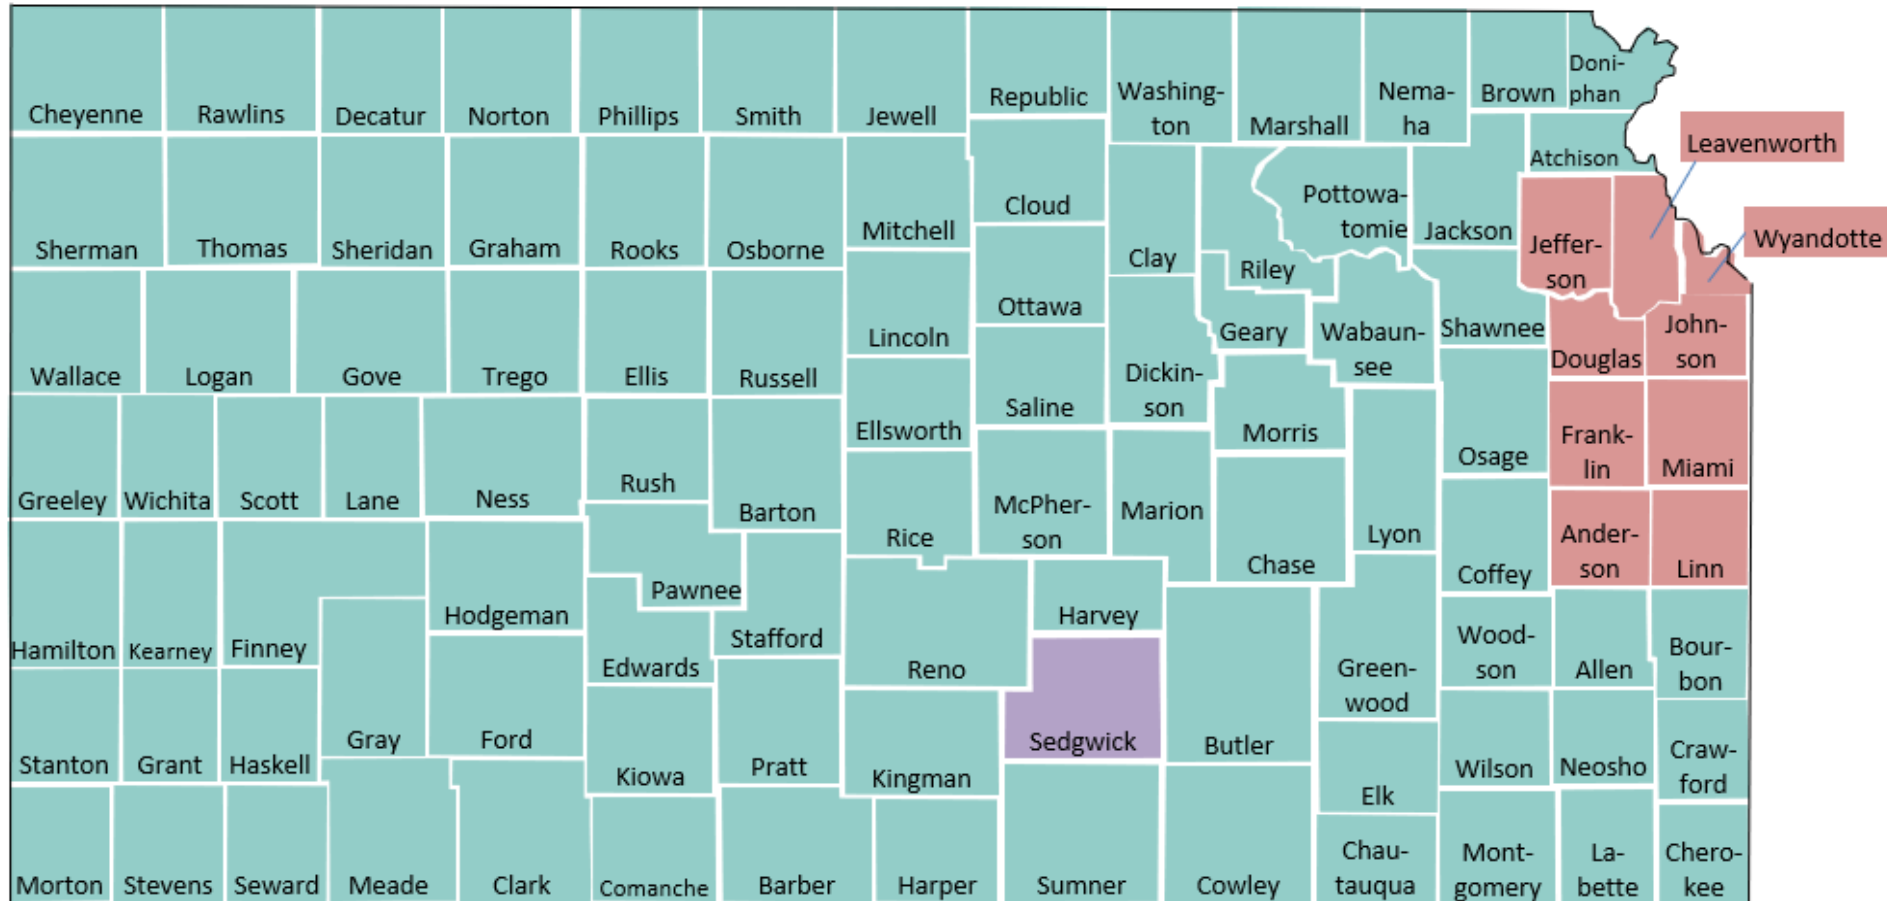 Cheyenne
Rawlins
Decatur
Norton
Phillips
Smith
Jewell
Republic
Washing-
ton
Marshall
Nema-
ha
Brown
Doni-
phan
Atchison
Leavenworth
Wyandotte
Sherman
Thomas
Sheridan
Graham
Rooks
Osborne
Mitchell
Cloud
Clay
Riley
Pottowa-
tomie
Jackson
Jeffer-
son
Wallace
Logan
Gove
Trego
Ellis
Russell
Lincoln
Ottawa
Dickin-
son
Geary
Wabaun-
see
Shawnee
Douglas
John-
son
Saline
Ellsworth
Morris
Osage
Frank-
lin
Miami
Greeley
Wichita
Scott
Lane
Ness
Rush
Barton
Rice
McPher-
son
Marion
Chase
Lyon
Coffey
Ander-
son
Linn
Hamilton
Kearney
Finney
Hodgeman
Pawnee
Edwards
Stafford
Reno
Harvey
Sedgwick
Butler
Green-
wood
Wood-
son
Allen
Bour-
bon
Stanton
Grant
Haskell
Gray
Ford
Kiowa
Pratt
Kingman
Elk
Wilson
Neosho
Craw-
ford
Morton
Stevens
Seward
Meade
Clark
Comanche
Barber
Harper
Sumner
Cowley
Chau-
tauqua
Mont-
gomery
La-
bette
Chero-
kee